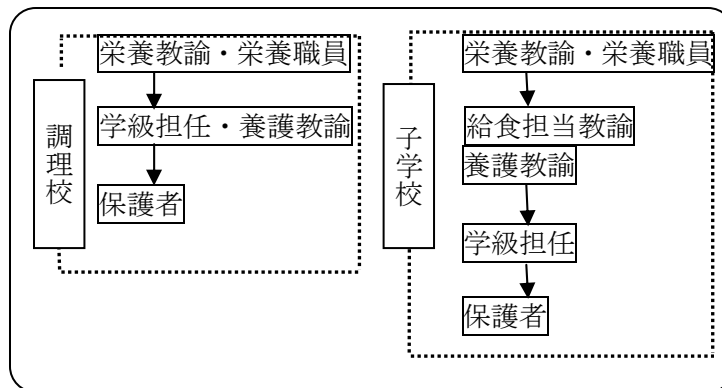 調理校
栄養教諭・栄養職員
学級担任・養護教諭
保護者
子学校
栄養教諭・栄養職員
給食担当教諭
養護教諭
学級担任
保護者